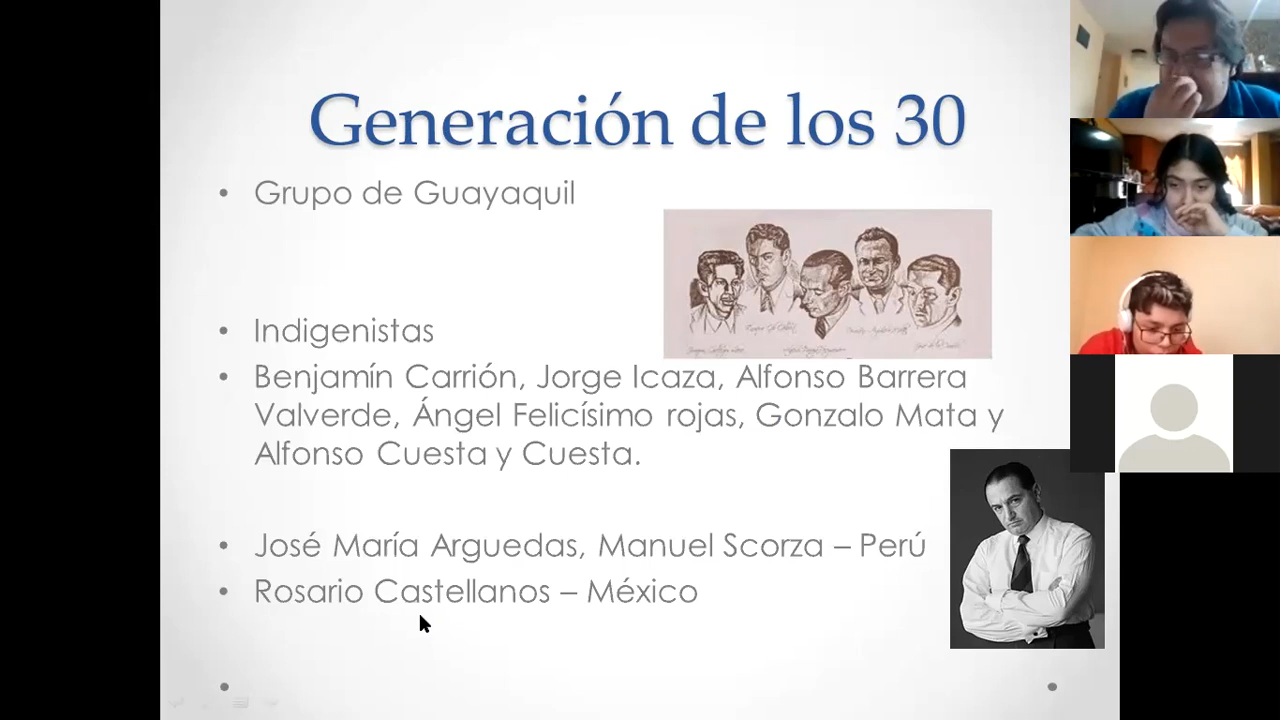 Generación de los 30
• Grupo de Guayaquil
• Indigenistas
• Benjamín Carrión, Jorge Icaza, Alfonso Barrera
Valverde, Ángel Felicísimo rojas, Gonzalo Mata y
Alfonso Cuesta y Cuesta.
• José María Arguedas, Manuel Scorza – Perú
• Rosario Castellanos – México